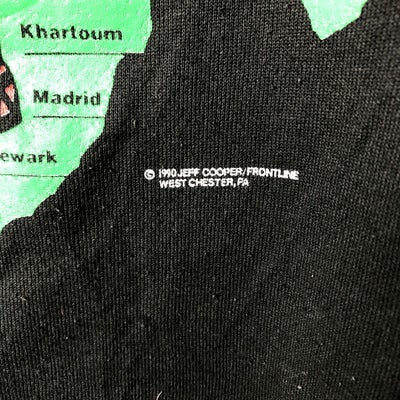 Khartoum
Madrid
ewark
© 1990 JEFF COOPER/FRONTLINE
WEST CHESTER, PA